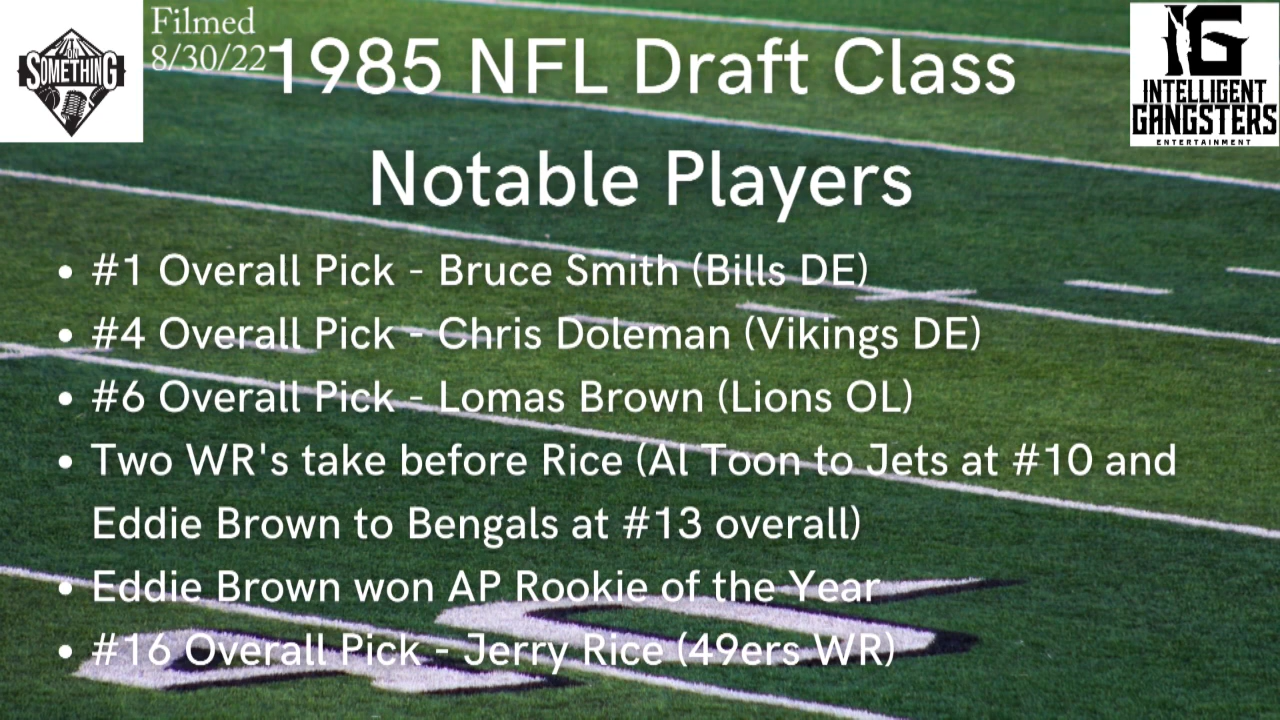 Filmed
8/30/22
1985 NFL Draft Class
Notable Players
SOMETHING
IG
INTELLIGENT
GANGSTERS
ENTERTAINMENT
• #1 Overall Pick - Bruce Smith (Bills DE)
• #4 Overall Pick - Chris Doleman (Vikings DE)
• #6 Overall Pick - Lomas Brown (Lions OL)
• Two WR's take before Rice (Al Toon to Jets at #10 and
Eddie Brown to Bengals at #13 overall)
• Eddie Brown won AP Rookie of the Year
• #16 Overall Pick - Jerry Rice (49ers WR)